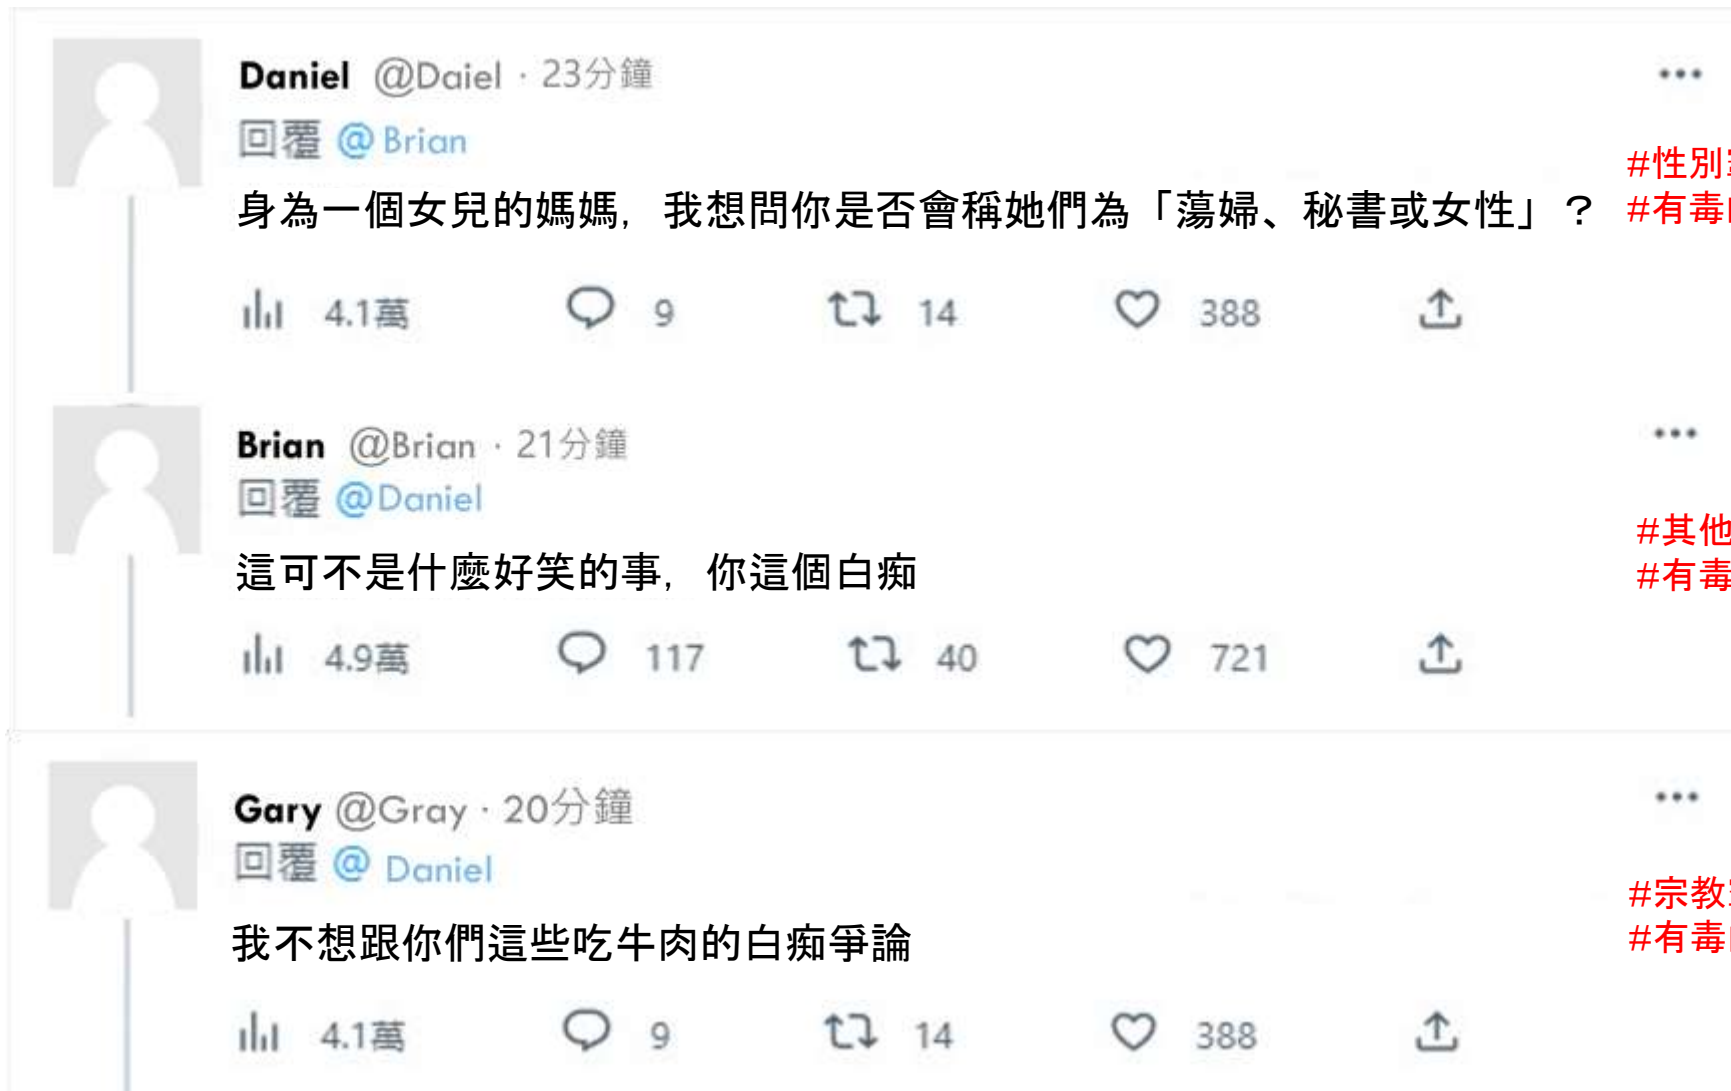 Daniel @Daiel · 23分鐘
回覆 @Brian
#性別
身為一個女兒的媽媽，我想問你是否會稱她們為「蕩婦、秘書或女性」？
#有毒
4.1萬 9 14 388
Brian @Brian · 21分鐘
回覆 @Daniel
#其他
這可不是什麼好笑的事，你這個白痴
#有毒
4.9萬 117 40 721
Gary @Gray · 20分鐘
回覆 @ Daniel
#宗教
我不想跟你們這些吃牛肉的白痴爭論
#有毒
4.1萬 9 14 388